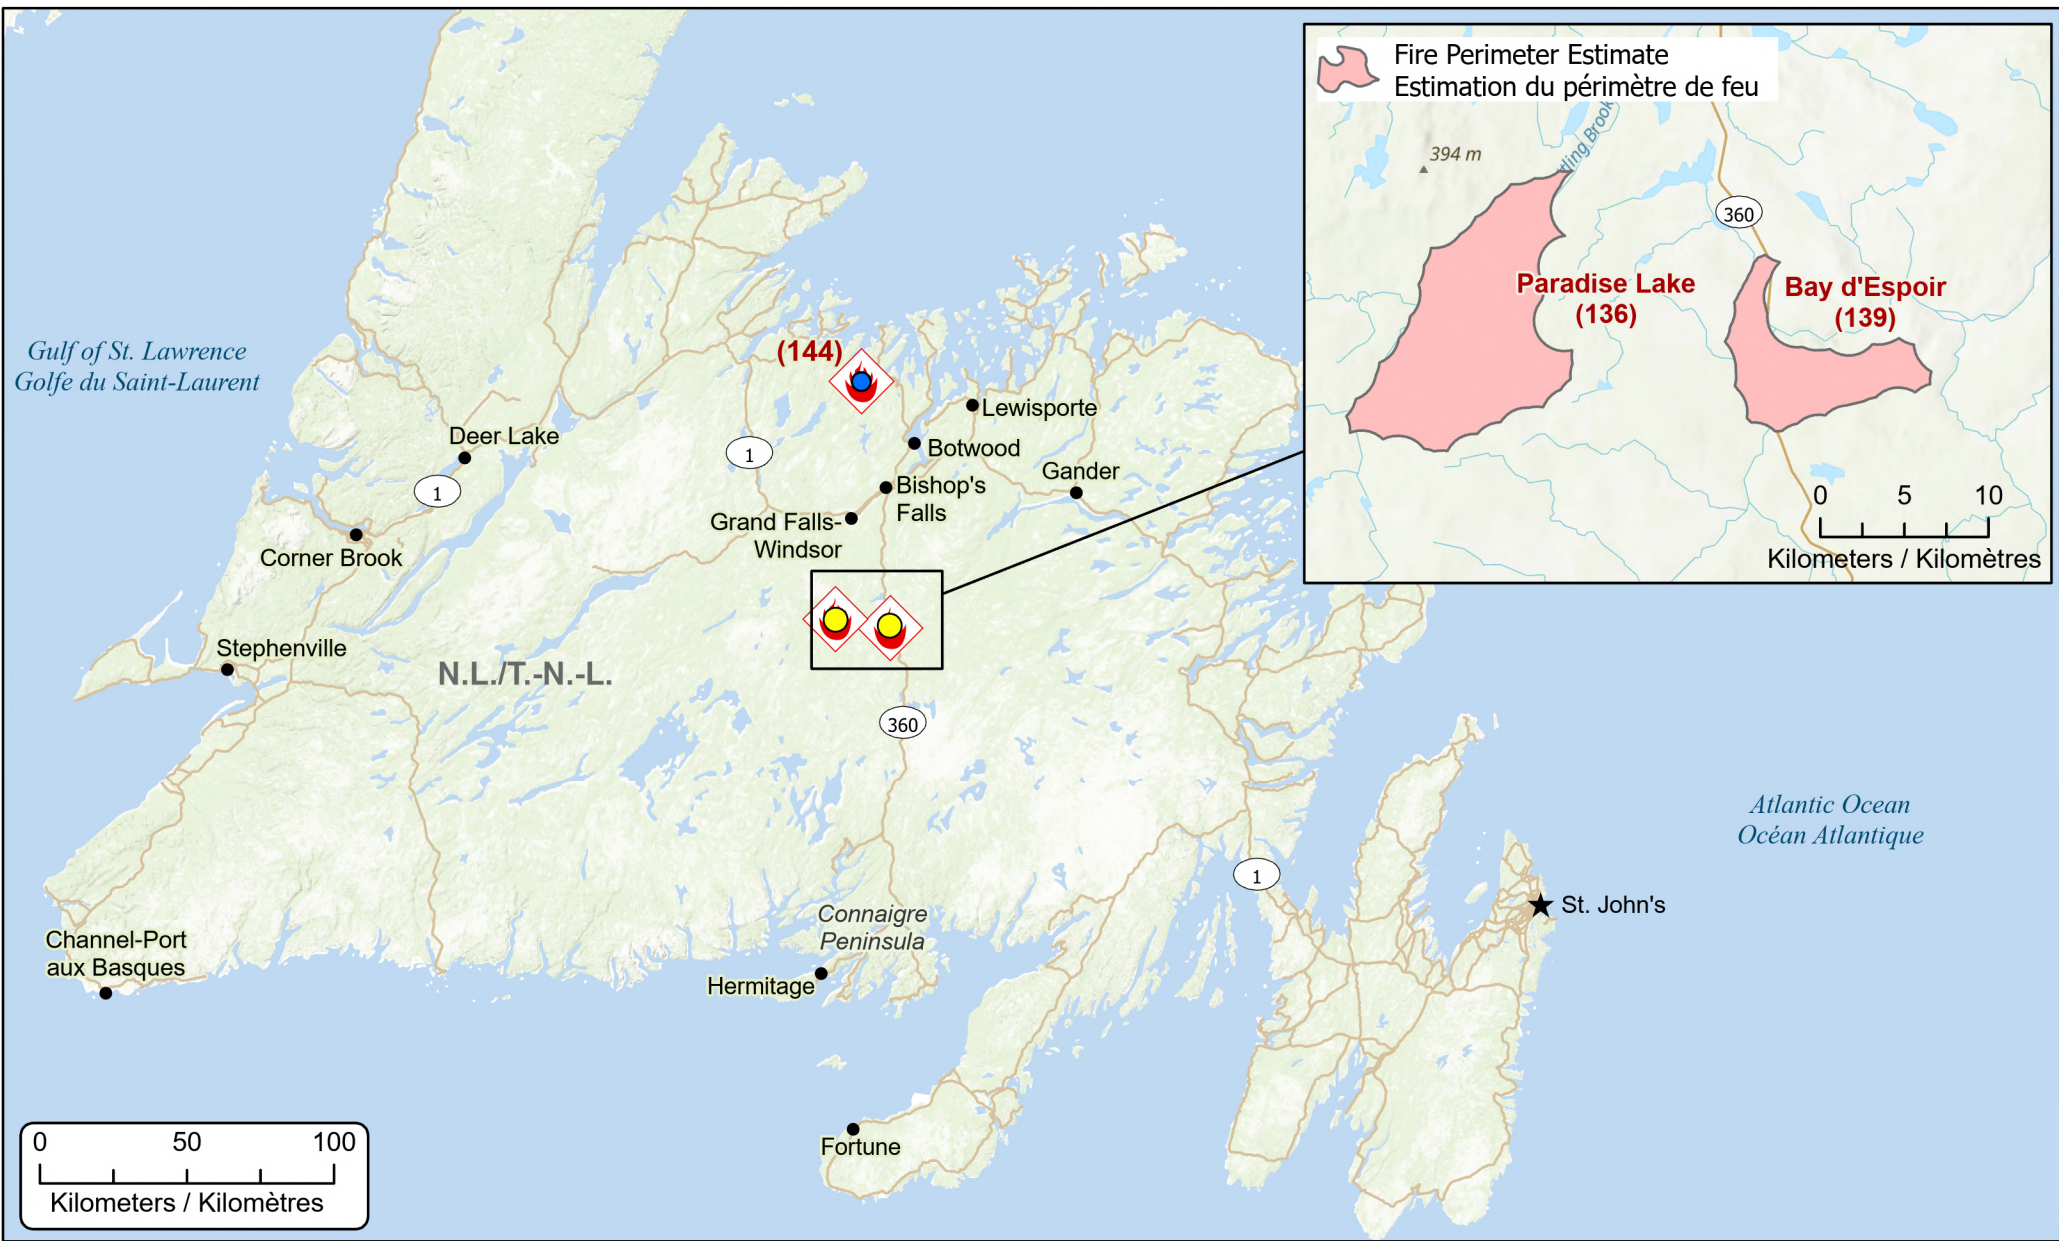 Fire Perimeter Estimate
Estimation du périmètre de feu
394 m
tling Brook
360
Paradise Lake
(136)
Bay d'Espoir
(139)
0 5 10
Kilometers / Kilomètres
Gulf of St. Lawrence
Golfe du Saint-Laurent
(144)
Lewisporte
Deer Lake
Botwood
1
Gander
1
Bishop's
Falls
Grand Falls-
Windsor
Corner Brook
Stephenville
N.L./T.-N.-L.
360
Atlantic Ocean
Océan Atlantique
1
St. John's
Connaigre
Peninsula
Channel-Port
aux Basques
Hermitage
Fortune
0 50 100
Kilometers / Kilomètres